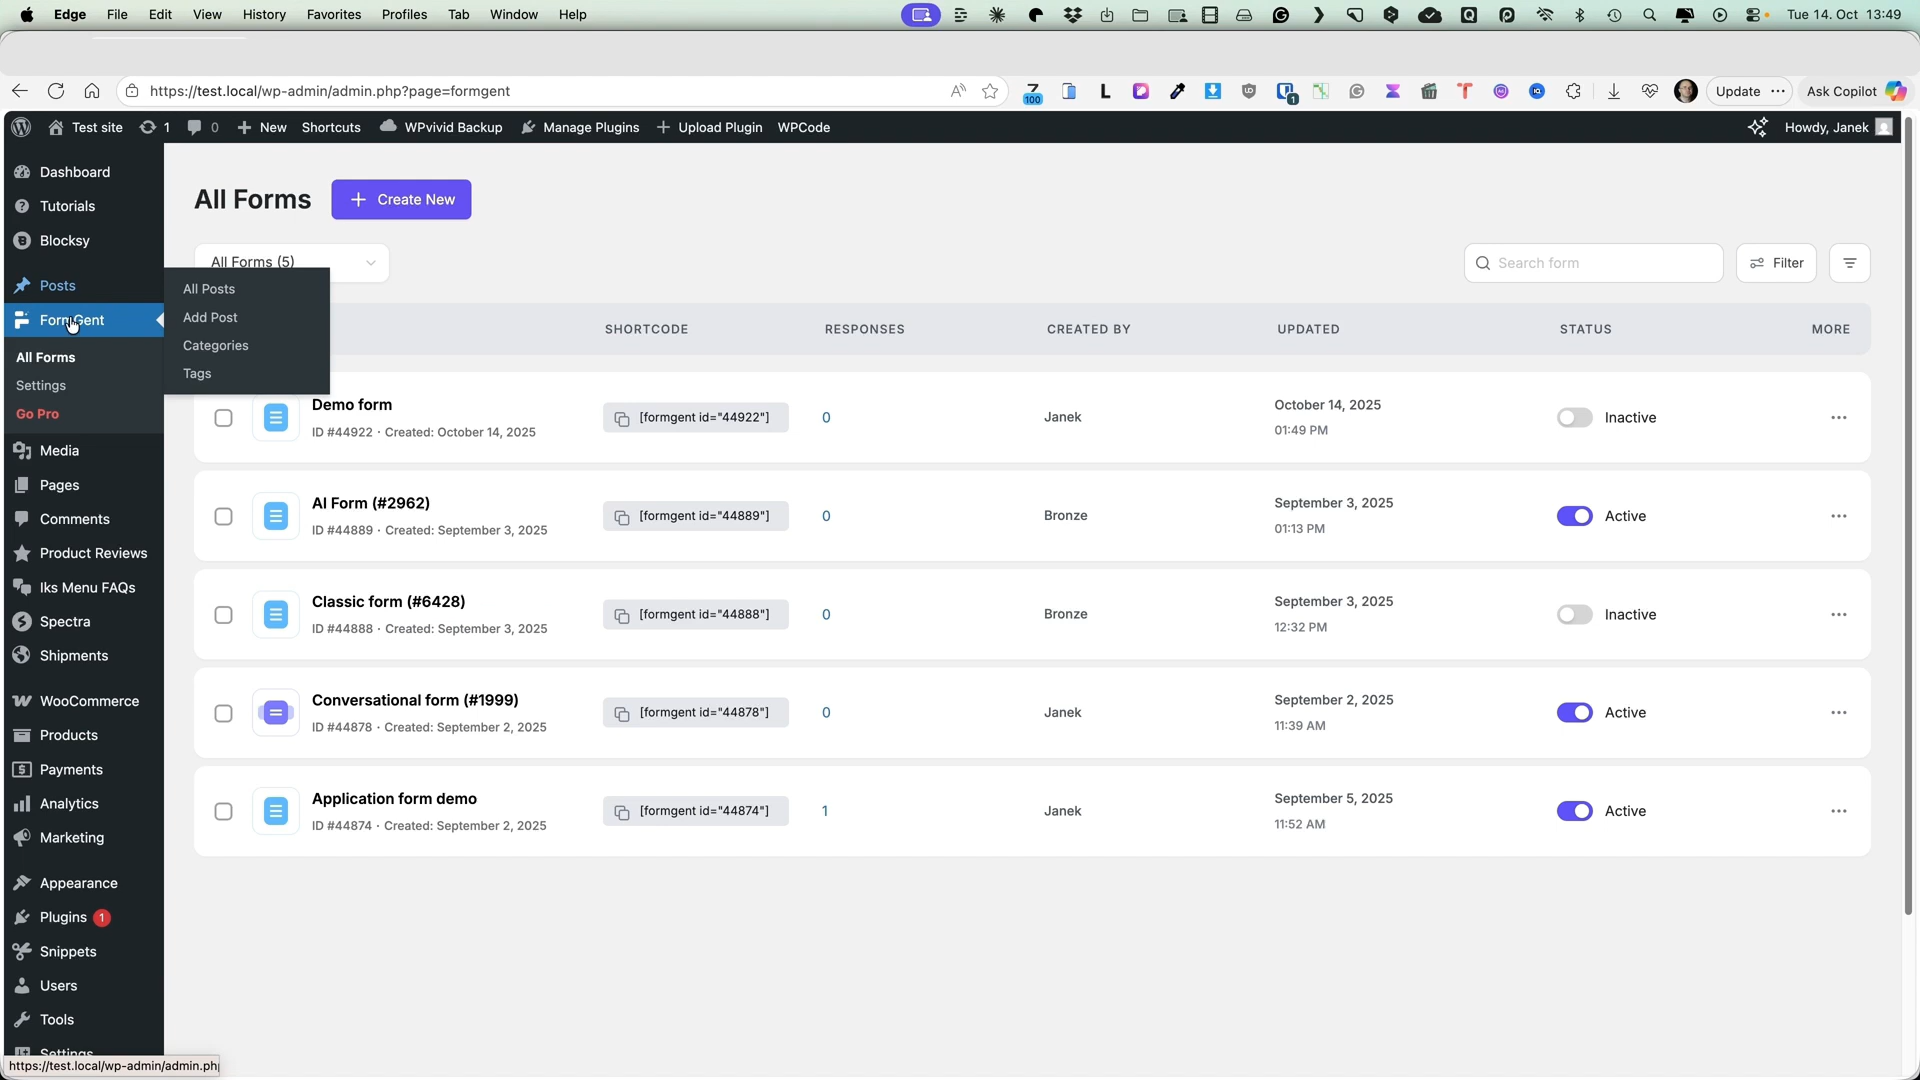 Edge File Edit View History Favorites Profiles Tab Window Help Tue 14. Oct 13:49
https://test.local/wp-admin/admin.php?page=formgent 100 1 Update Ask Copilot
Test site 1 0 New Shortcuts WPvivid Backup Manage Plugins Upload Plugin WPCode Howdy, Janek
Dashboard
Tutorials
Blocksy
Posts
FormGent
All Forms
Settings
Go Pro
Media
Pages
Comments
Product Reviews
Iks Menu FAQs
Spectra
Shipments
WooCommerce
Products
Payments
Analytics
Marketing
Appearance
Plugins 1
Snippets
Users
Tools
Settings
https://test.local/wp-admin/admin.ph
All Posts
Add Post
Categories
Tags
All Forms + Create New
All Forms (5) Search form Filter
SHORTCODE RESPONSES CREATED BY UPDATED STATUS MORE
Demo form
ID #44922 · Created: October 14, 2025
[formgent id="44922"] 0 Janek
October 14, 2025
01:49 PM
Inactive
AI Form (#2962)
ID #44889 · Created: September 3, 2025
[formgent id="44889"] 0 Bronze
September 3, 2025
01:13 PM
Active
Classic form (#6428)
ID #44888 · Created: September 3, 2025
[formgent id="44888"] 0 Bronze
September 3, 2025
12:32 PM
Inactive
Conversational form (#1999)
ID #44878 · Created: September 2, 2025
[formgent id="44878"] 0 Janek
September 2, 2025
11:39 AM
Active
Application form demo
ID #44874 · Created: September 2, 2025
[formgent id="44874"] 1 Janek
September 5, 2025
11:52 AM
Active